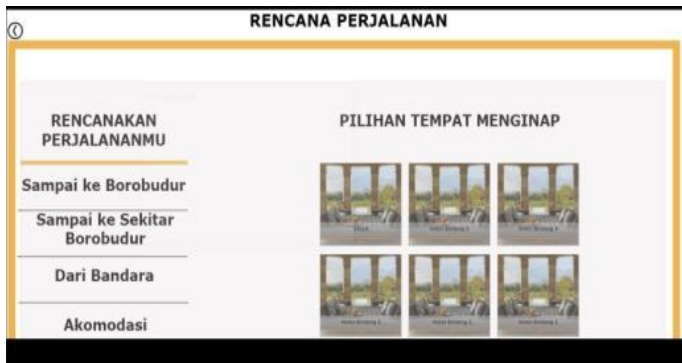 RENCANA PERJALANAN
RENCANAKAN
PERJALANANMU
Sampai ke Borobudur
Sampai ke Sekitar
Borobudur
Dari Bandara
Akomodasi
PILIHAN TEMPAT MENGINAP